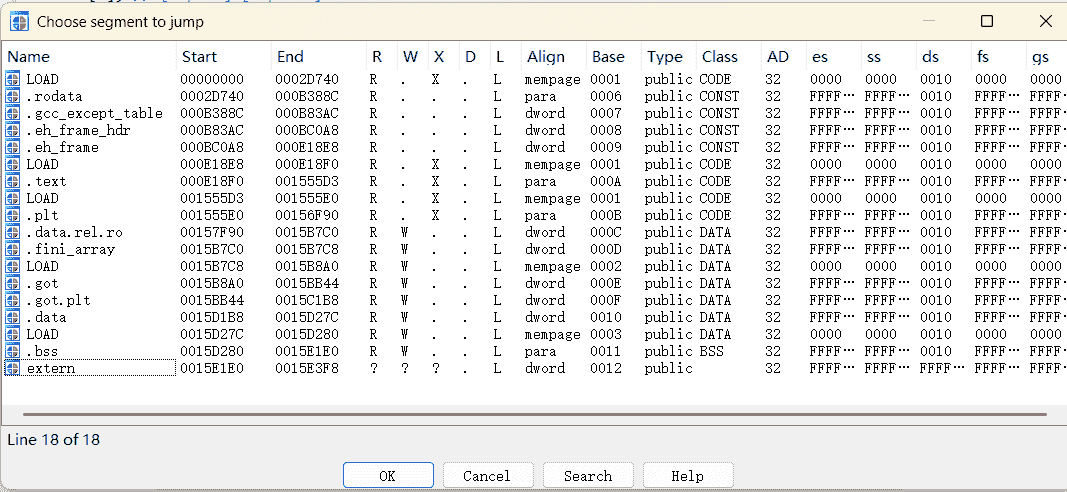 Choose segment to jump
Name Start End R W X D L Align Base Type Class AD es ss ds fs gs
LOAD 00000000 0002D740 R . X . L mempage 0001 public CODE 32 0000 0000 0010 0000 0000
.rodata 0002D740 000B388C R . . . L para 0006 public CONST 32 FFFF… FFFF… 0010 FFFF… FFFF…
.gcc_except_table 000B388C 000B83AC R . . . L dword 0007 public CONST 32 FFFF… FFFF… 0010 FFFF… FFFF…
.eh_frame_hdr 000B83AC 000BC0A8 R . . . L dword 0008 public CONST 32 FFFF… FFFF… 0010 FFFF… FFFF…
.eh_frame 000BC0A8 000E18E8 R . . . L dword 0009 public CONST 32 FFFF… FFFF… 0010 FFFF… FFFF…
LOAD 000E18E8 000E18F0 R . X . L mempage 0001 public CODE 32 0000 0000 0010 0000 0000
.text 000E18F0 001555D3 R . X . L para 000A public CODE 32 FFFF… FFFF… 0010 FFFF… FFFF…
LOAD 001555D3 001555E0 R . X . L mempage 0001 public CODE 32 0000 0000 0010 0000 0000
.plt 001555E0 00156F90 R . X . L para 000B public CODE 32 FFFF… FFFF… 0010 FFFF… FFFF…
.data.rel.ro 00157F90 0015B7C0 R W . . L para 000C public DATA 32 FFFF… FFFF… 0010 FFFF… FFFF…
.fini_array 0015B7C0 0015B7C8 R W . . L dword 000D public DATA 32 FFFF… FFFF… 0010 FFFF… FFFF…
LOAD 0015B7C8 0015B8A0 R W . . L mempage 0002 public DATA 32 0000 0000 0010 0000 0000
.got 0015B8A0 0015BB44 R W . . L dword 000E public DATA 32 FFFF… FFFF… 0010 FFFF… FFFF…
.got.plt 0015BB44 0015C1B8 R W . . L dword 000F public DATA 32 FFFF… FFFF… 0010 FFFF… FFFF…
.data 0015D1B8 0015D27C R W . . L dword 0010 public DATA 32 FFFF… FFFF… 0010 FFFF… FFFF…
LOAD 0015D27C 0015D280 R W . . L mempage 0003 public DATA 32 0000 0000 0010 0000 0000
.bss 0015D280 0015E1E0 R W . . L para 0011 public BSS 32 FFFF… FFFF… 0010 FFFF… FFFF…
extern 0015E1E0 0015E3F8 ? ? ? . L dword 0012 public 32 FFFF… FFFF… FFFF… FFFF… FFFF…
Line 18 of 18
OK Cancel Search Help